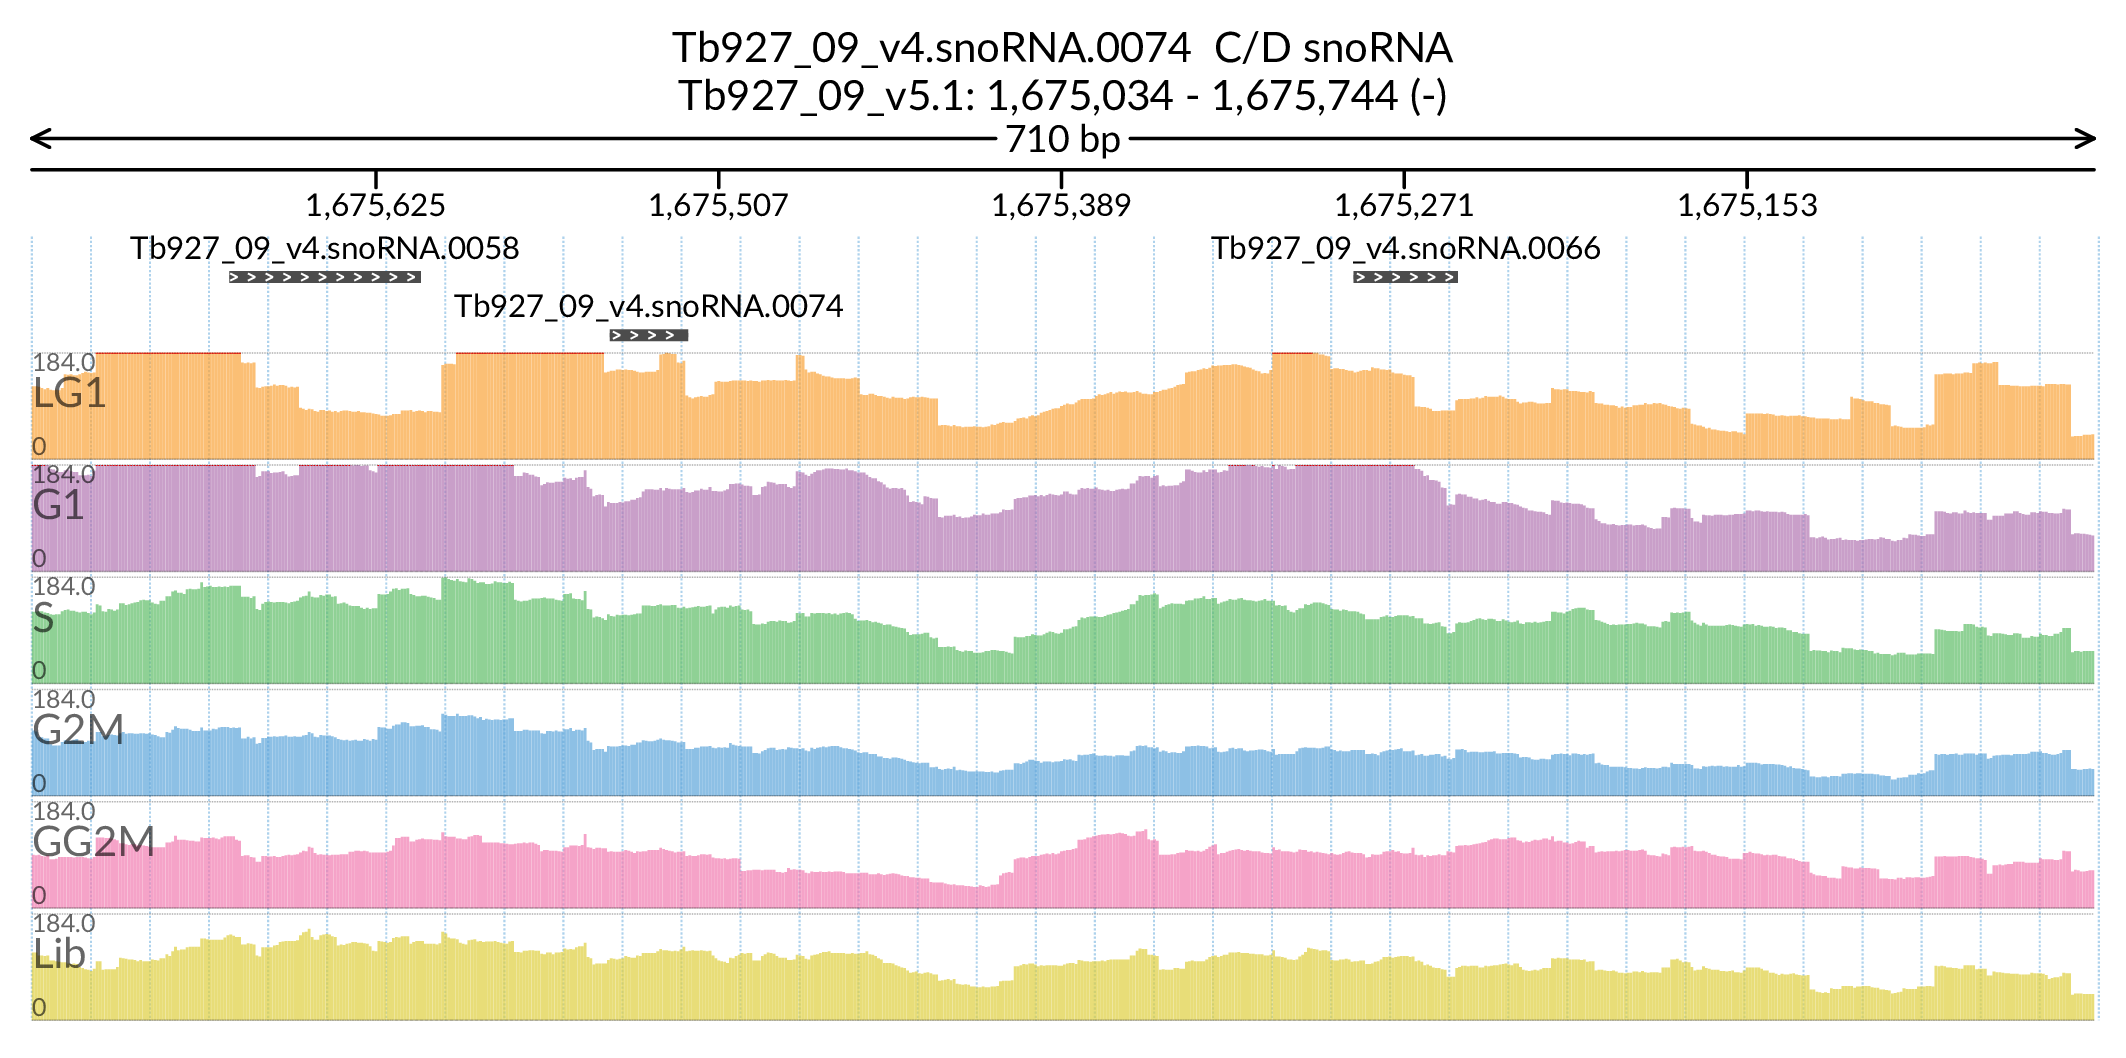 Tb927_09_v4.snoRNA.0074  C/D snoRNA
Tb927_09_v5.1: 1,675,034 - 1,675,744 (-)
710 bp
1,675,625 1,675,507 1,675,389 1,675,271 1,675,153
Tb927_09_v4.snoRNA.0058 Tb927_09_v4.snoRNA.0066
Tb927_09_v4.snoRNA.0074
184.0
LG1
0
184.0
G1
0
184.0
S
0
184.0
G2M
0
184.0
GG2M
0
184.0
Lib
0